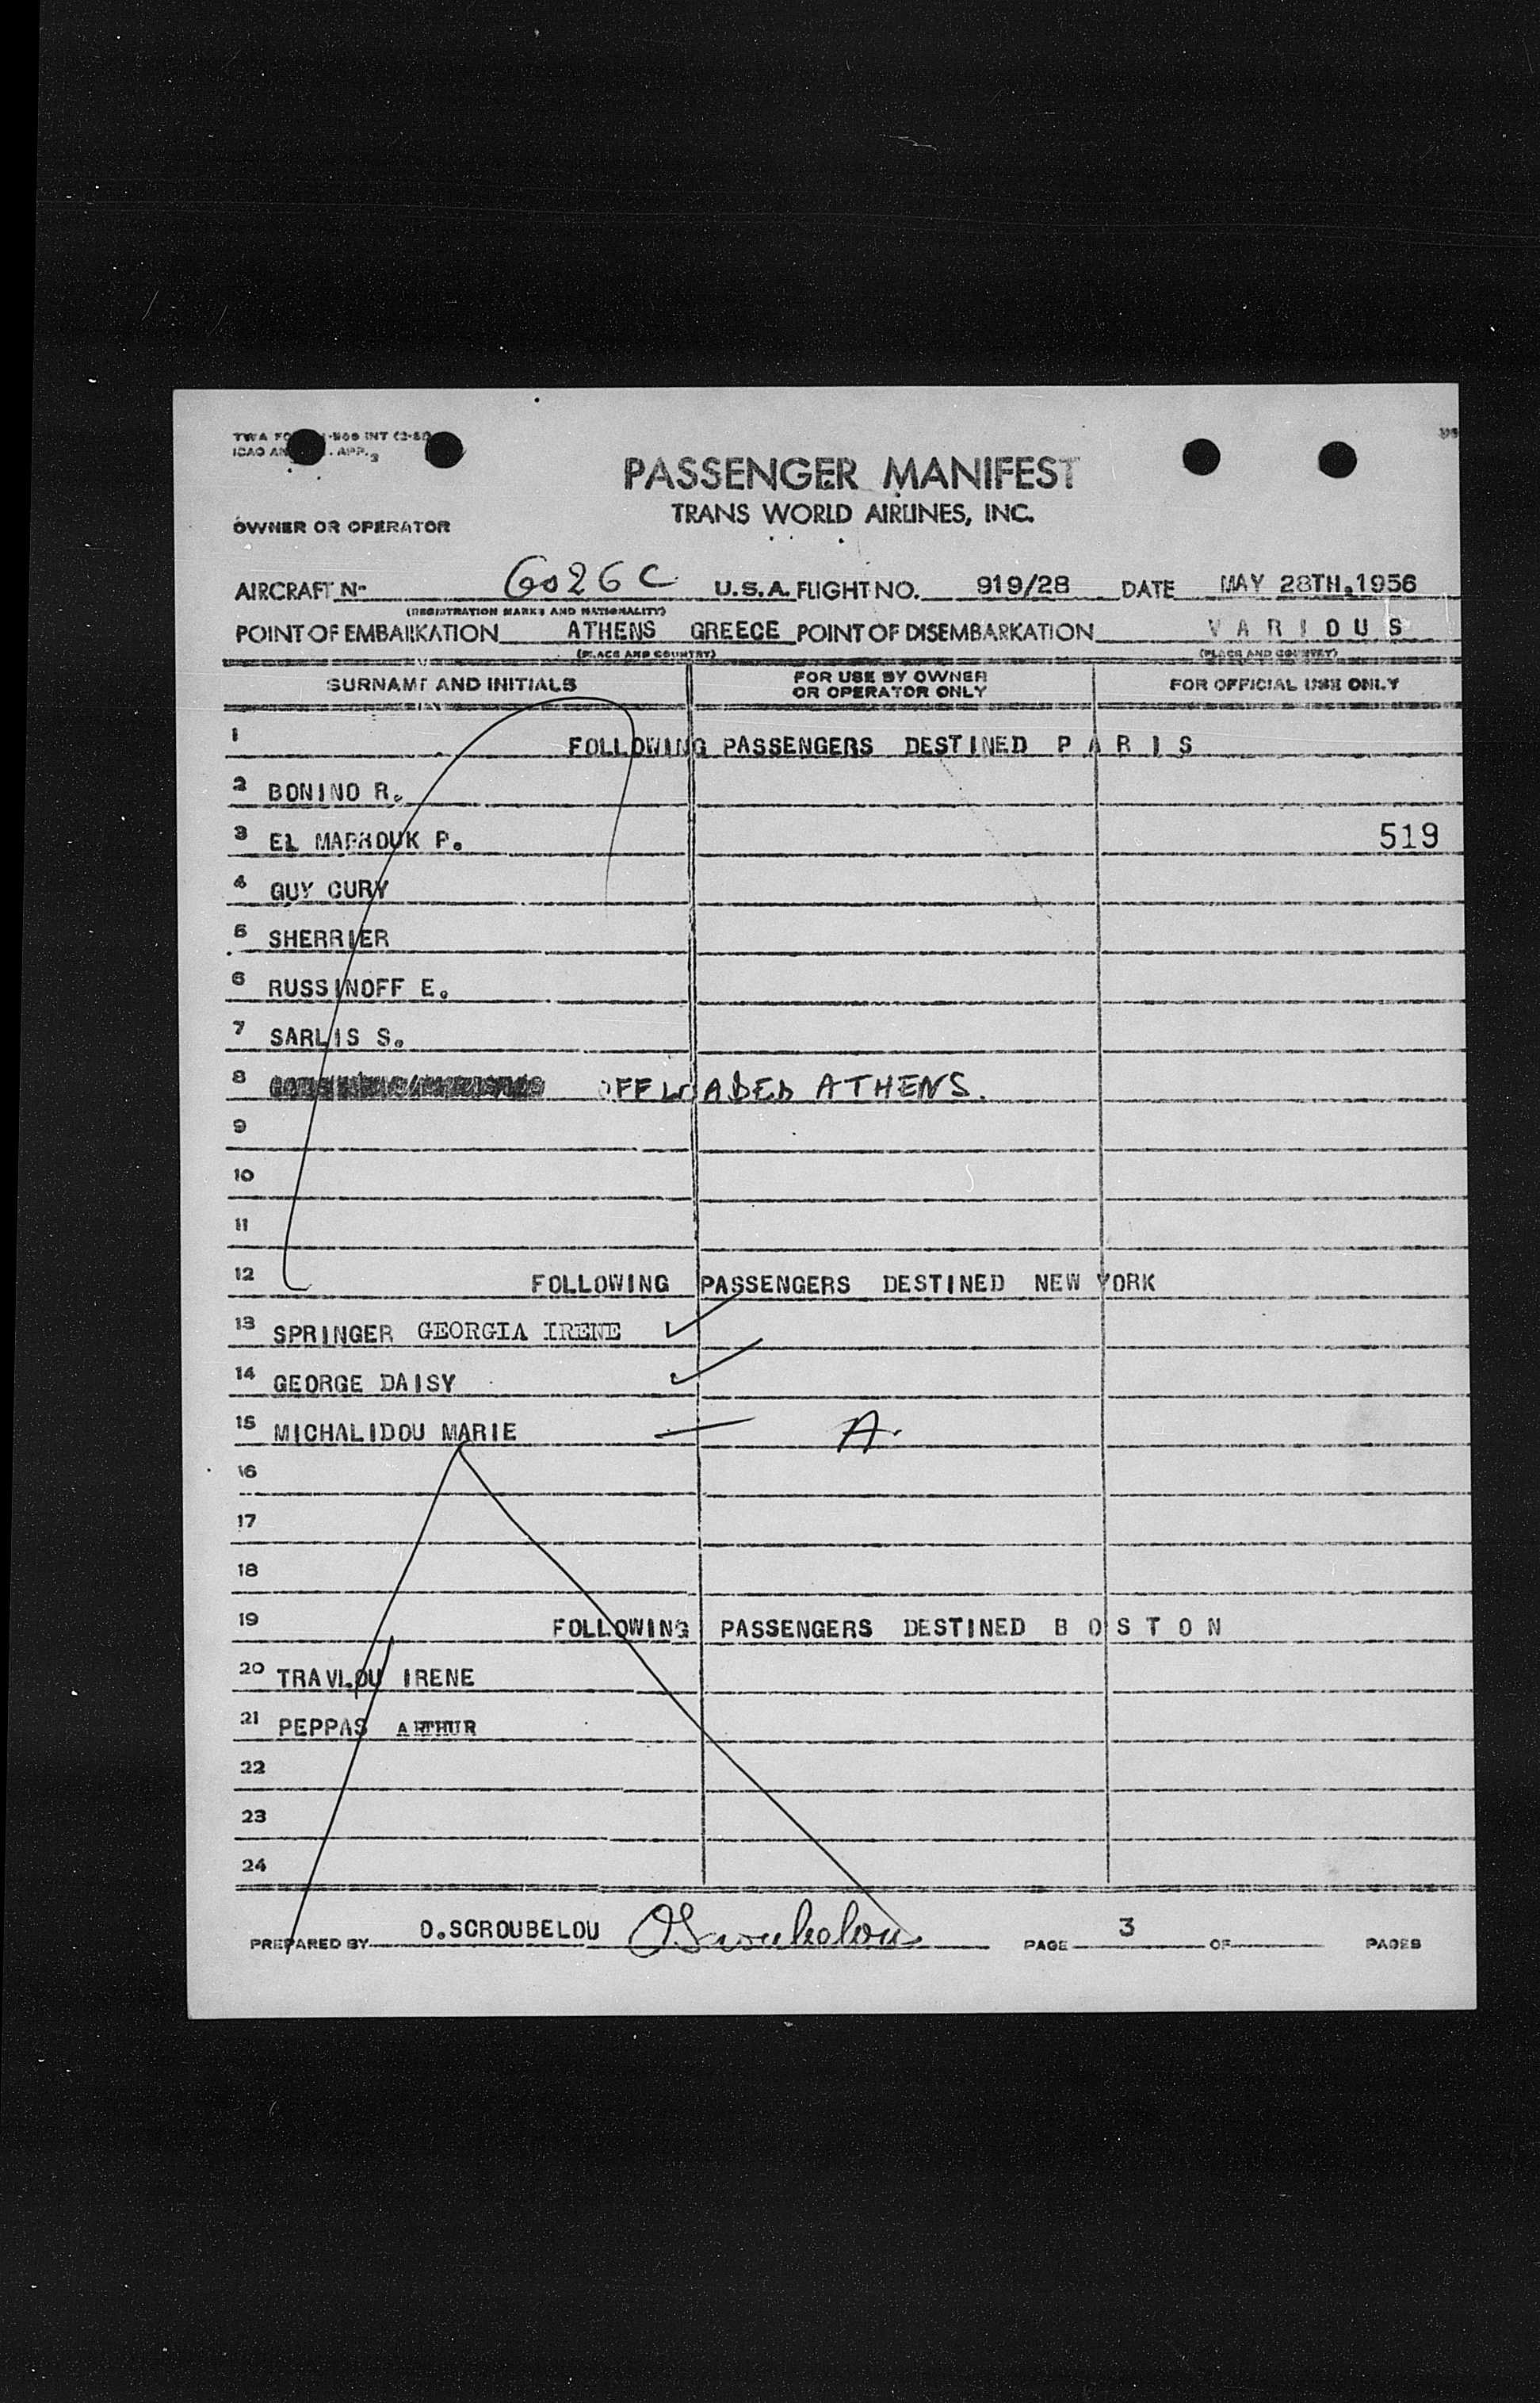 PASSENGER MANIFEST
TRANS WORLD AIRLINES, INC.
OWNER OR OPERATOR
AIRCRAFT No 6026C U.S.A. FLIGHT NO. 919/28 DATE MAY 28TH,1956
(REGISTRATION MARKS AND NATIONALITY)
POINT OF EMBARKATION ATHENS GREECE POINT OF DISEMBARKATION VARIOUS
(PLACE AND COUNTRY) (PLACE AND COUNTRY)
SURNAME AND INITIALS FOR USE BY OWNER OR OPERATOR ONLY FOR OFFICIAL USE ONLY
1 FOLLOWING PASSENGERS DESTINED P A R I S
2 BONINO R.
3 EL MABROUK P. 519
4 GUY CURY
5 SHERRIER
6 RUSSINOFF E.
7 SARLIS S.
8 OFFLOADED ATHENS.
9
10
11
12 FOLLOWING PASSENGERS DESTINED NEW YORK
13 SPRINGER GEORGIA IRENE
14 GEORGE DAISY
15 MICHALIDOU MARIE A.
16
17
18
19 FOLLOWING PASSENGERS DESTINED B O S T O N
20 TRAVLOU IRENE
21 PEPPAS ARTHUR
22
23
24
PREPARED BY O.SCROUBELOU OScroubelou PAGE 3 OF PAGES